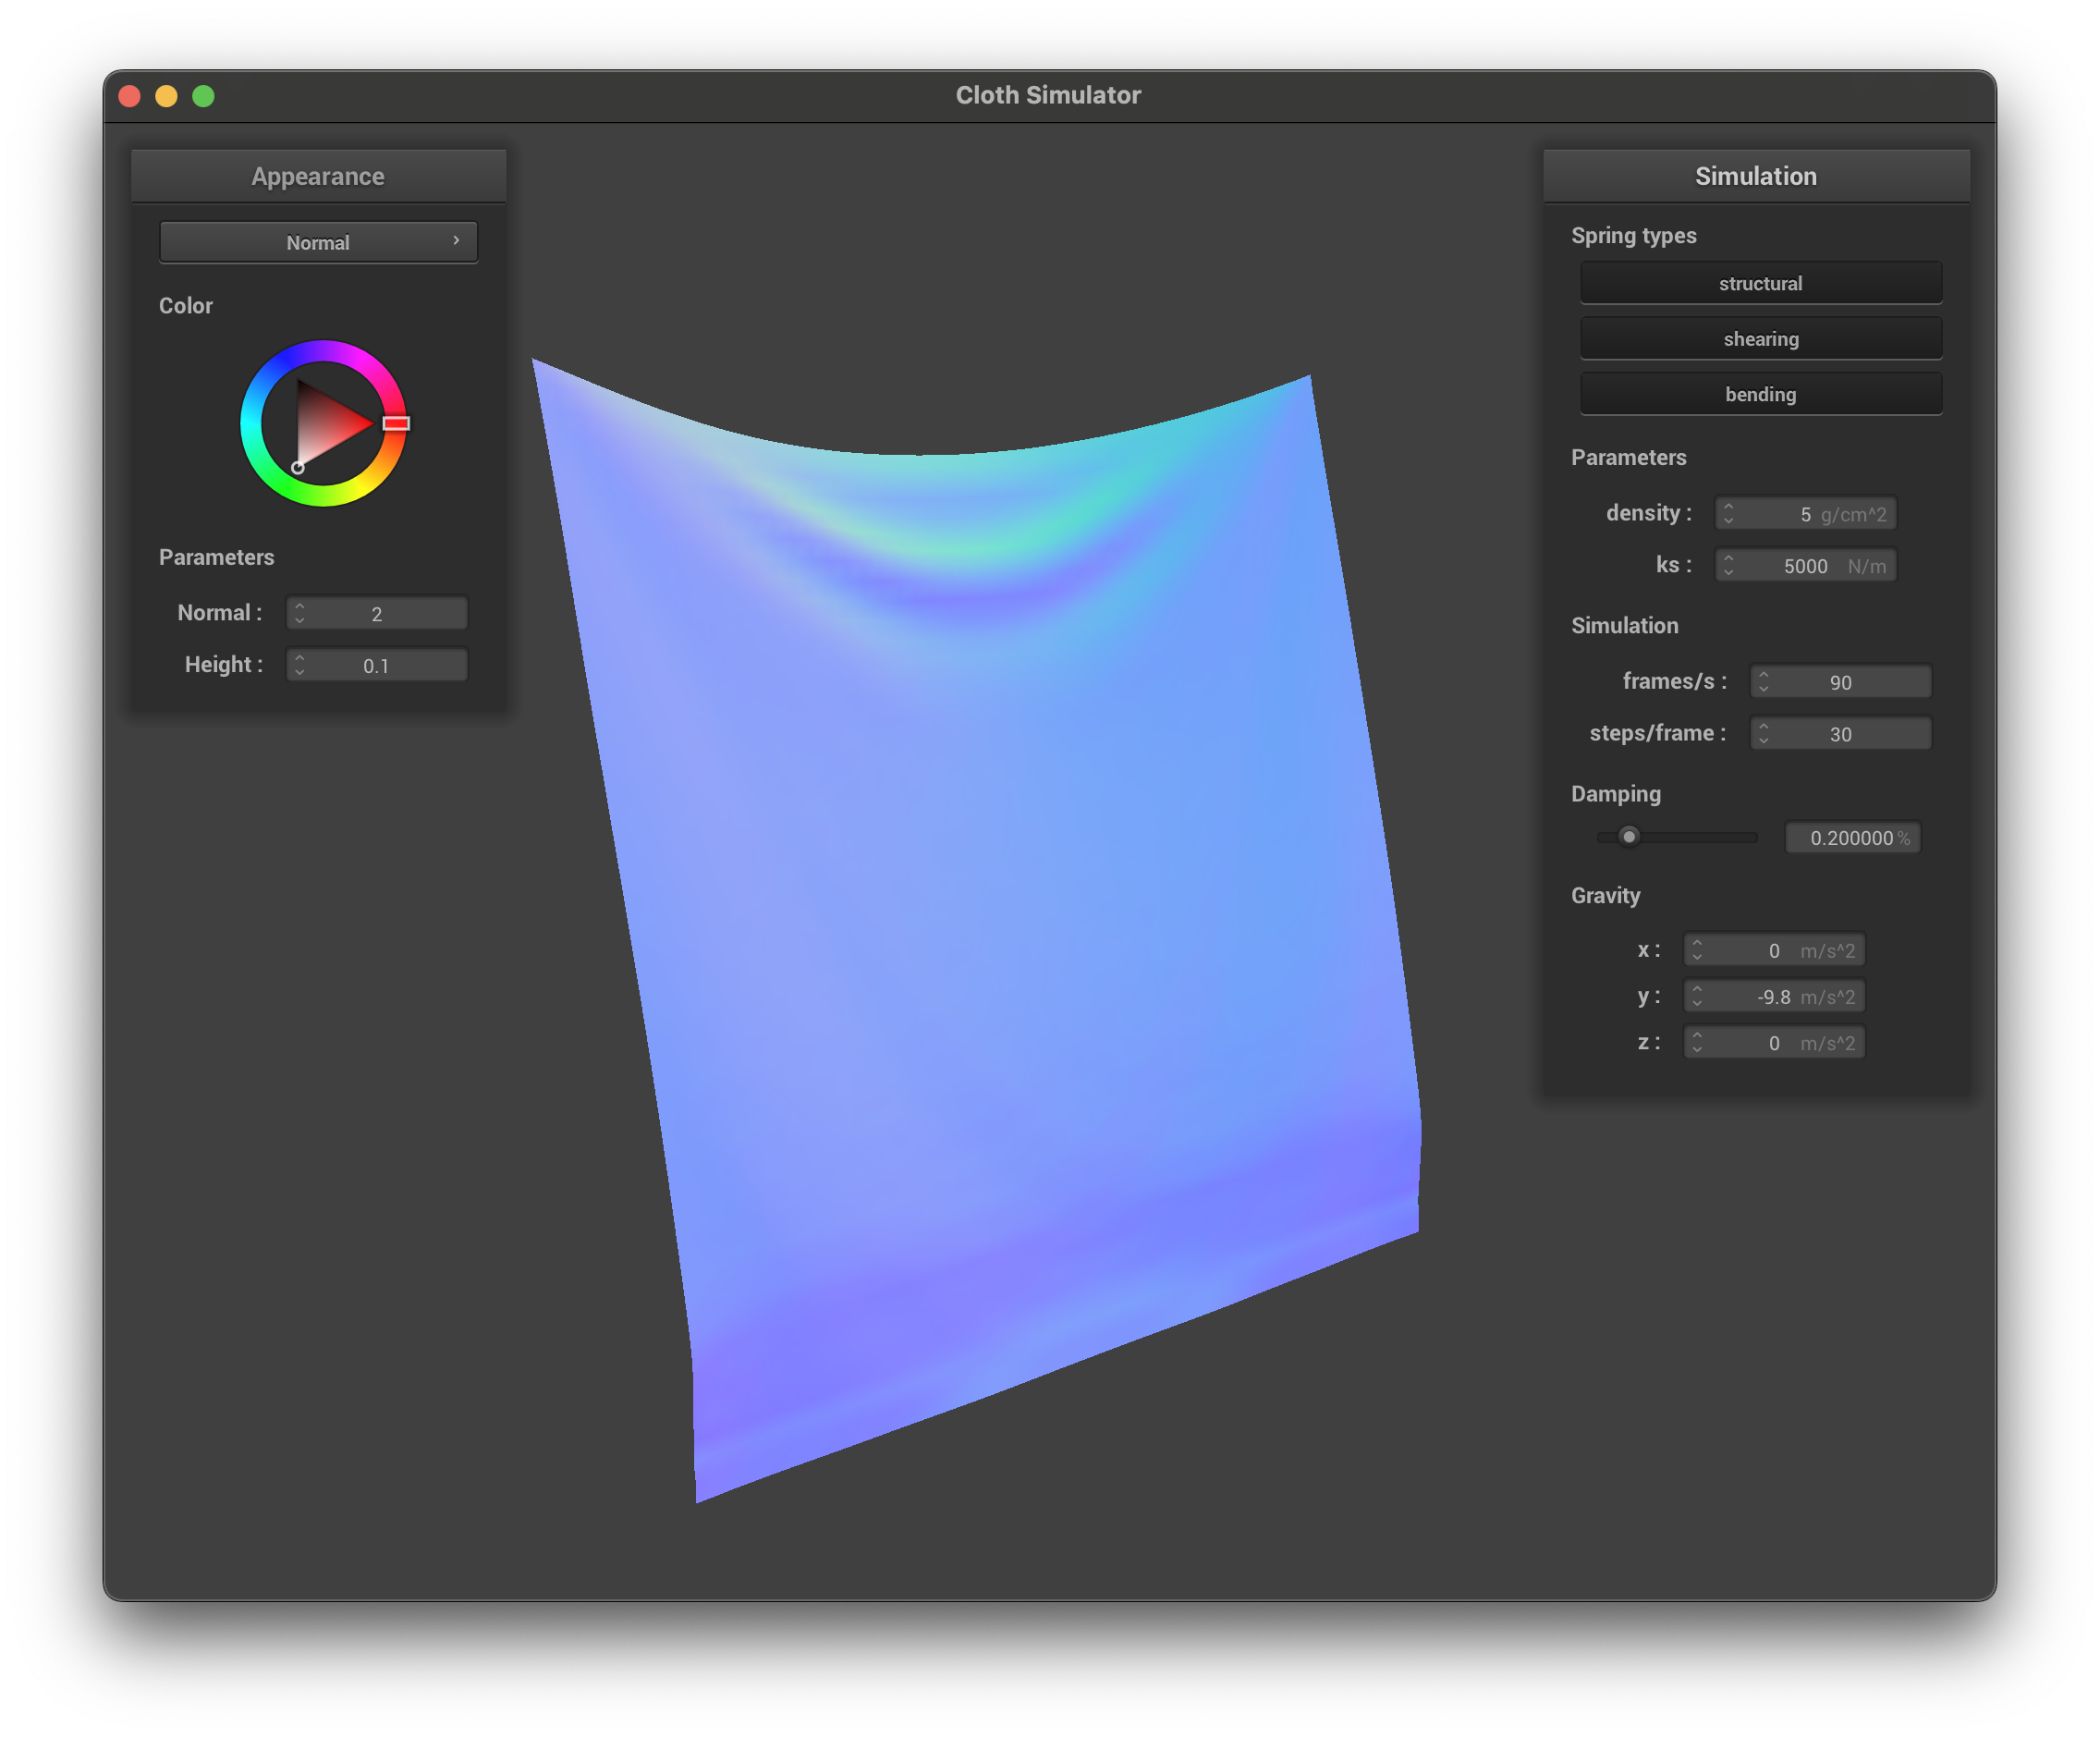 Cloth Simulator
Appearance
Normal
Color
Parameters
Normal : 2
Height : 0.1
Simulation
Spring types
structural
shearing
bending
Parameters
density : 5 g/cm^2
ks : 5000 N/m
Simulation
frames/s : 90
steps/frame : 30
Damping
0.200000 %
Gravity
x : 0 m/s^2
y : -9.8 m/s^2
z : 0 m/s^2